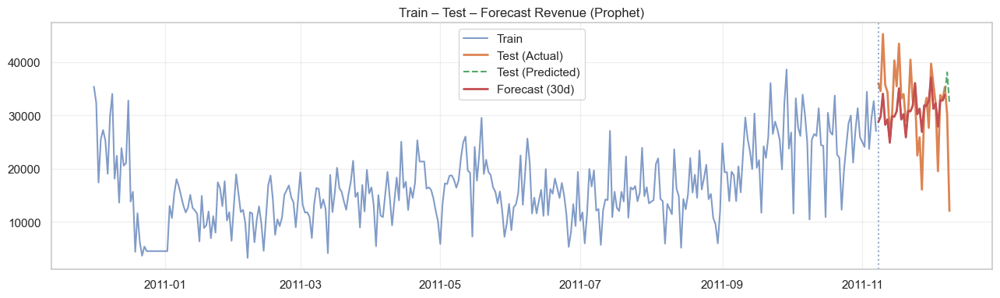 Train – Test – Forecast Revenue (Prophet)
Train
Test (Actual)
Test (Predicted)
Forecast (30d)
40000
30000
20000
10000
2011-01 2011-03 2011-05 2011-07 2011-09 2011-11